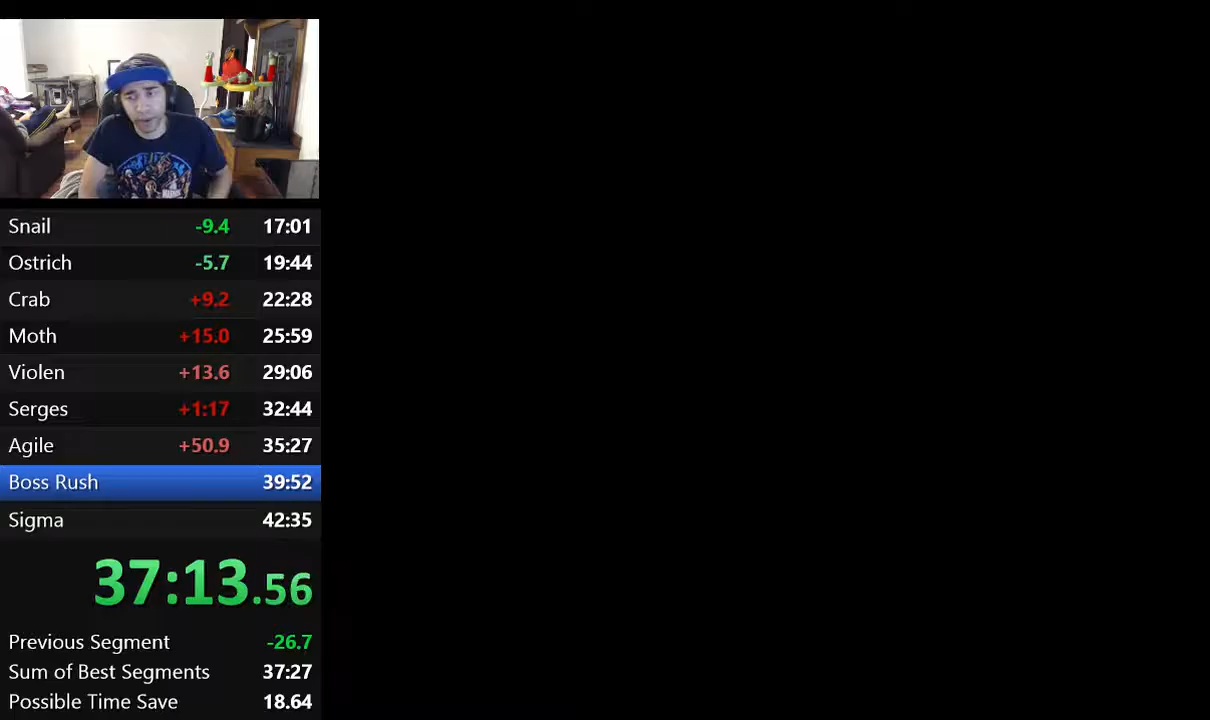 Snail -9.4 17:01
Ostrich -5.7 19:44
Crab +9.2 22:28
Moth +15.0 25:59
Violen +13.6 29:06
Serges +1:17 32:44
Agile +50.9 35:27
Boss Rush 39:52
Sigma 42:35
37:13.56
Previous Segment -26.7
Sum of Best Segments 37:27
Possible Time Save 18.64